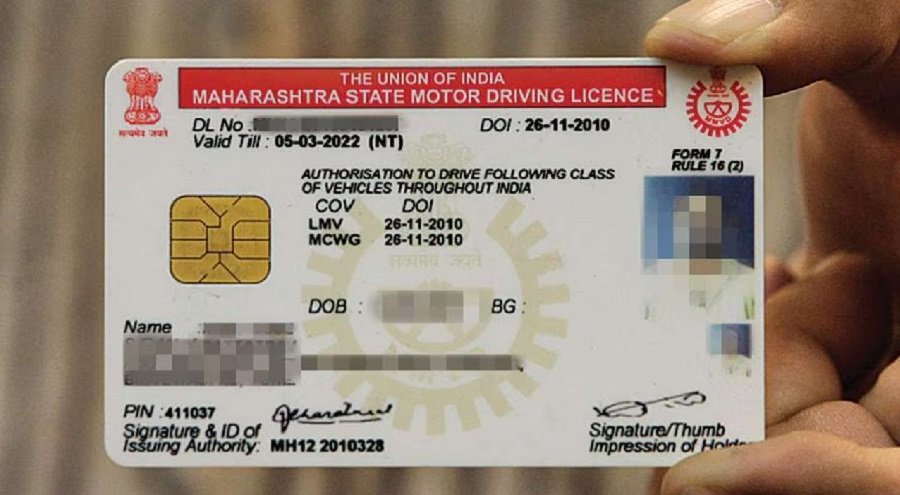 THE UNION OF INDIA
MAHARASHTRA STATE MOTOR DRIVING LICENCE
सत्यमेव जयते
DL No : DOI : 26-11-2010
Valid Till : 05-03-2022 (NT)
FORM 7
RULE 16 (2)
AUTHORISATION TO DRIVE FOLLOWING CLASS
OF VEHICLES THROUGHOUT INDIA
COV DOI
LMV 26-11-2010
MCWG 26-11-2010
सत्यमेव जयते
DOB : BG :
Name :
PIN : 411037
Signature & ID of
Issuing Authority: MH12 2010328
Signature/Thumb
Impression of Holder